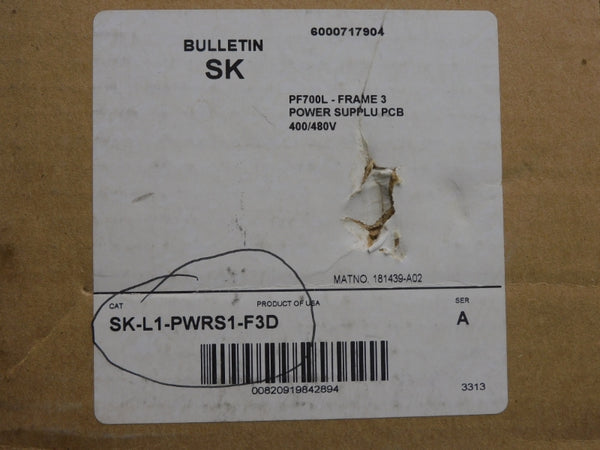 6000717904
BULLETIN
SK
PF700L - FRAME 3
POWER SUPPLU PCB
400/480V
MATNO. 181439-A02
CAT
PRODUCT OF USA
SER
SK-L1-PWRS1-F3D
A
00820919842894
3313